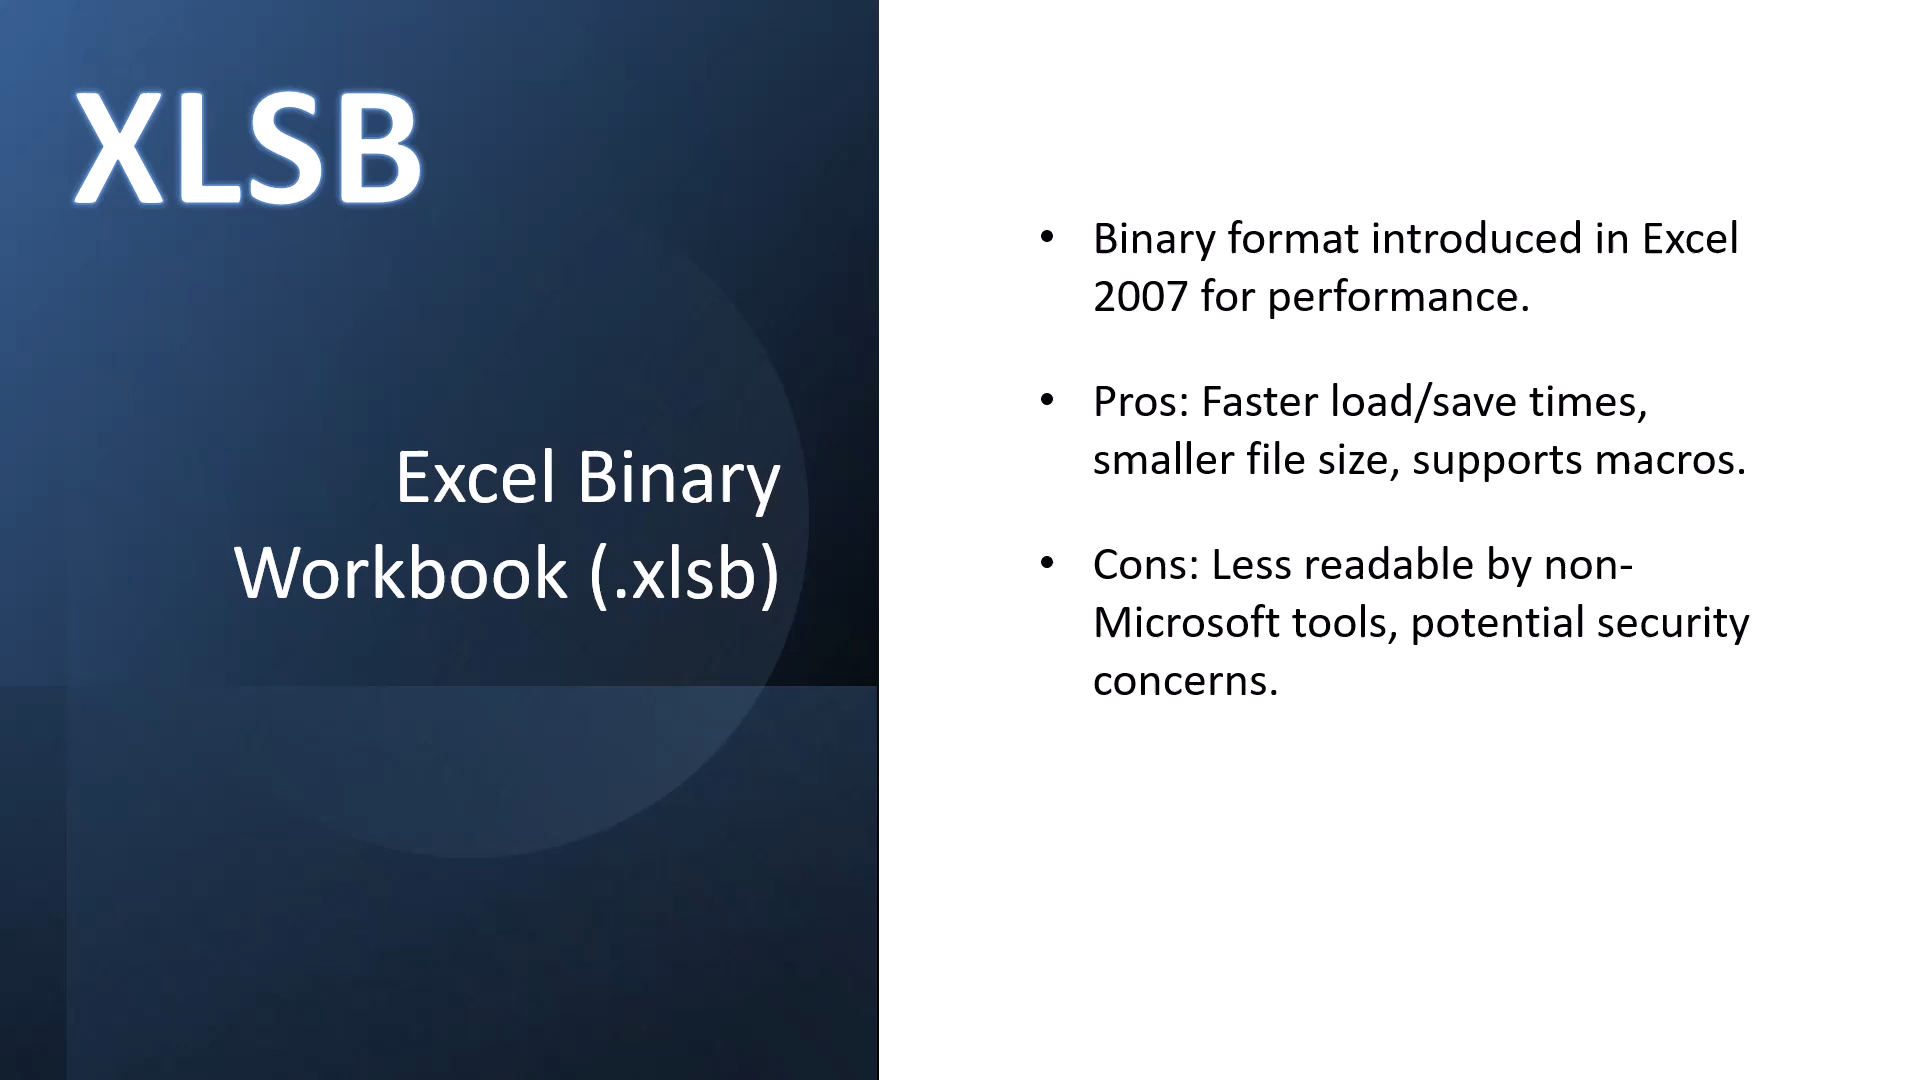 XLSB
Excel Binary
Workbook (.xlsb)
• Binary format introduced in Excel
2007 for performance.
• Pros: Faster load/save times,
smaller file size, supports macros.
• Cons: Less readable by non-
Microsoft tools, potential security
concerns.